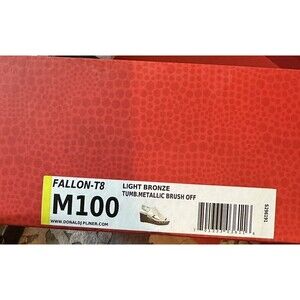 FALLON-T8
LIGHT BRONZE
TUMB.METALLIC BRUSH OFF
M100
WWW.DONALDJPLINER.COM